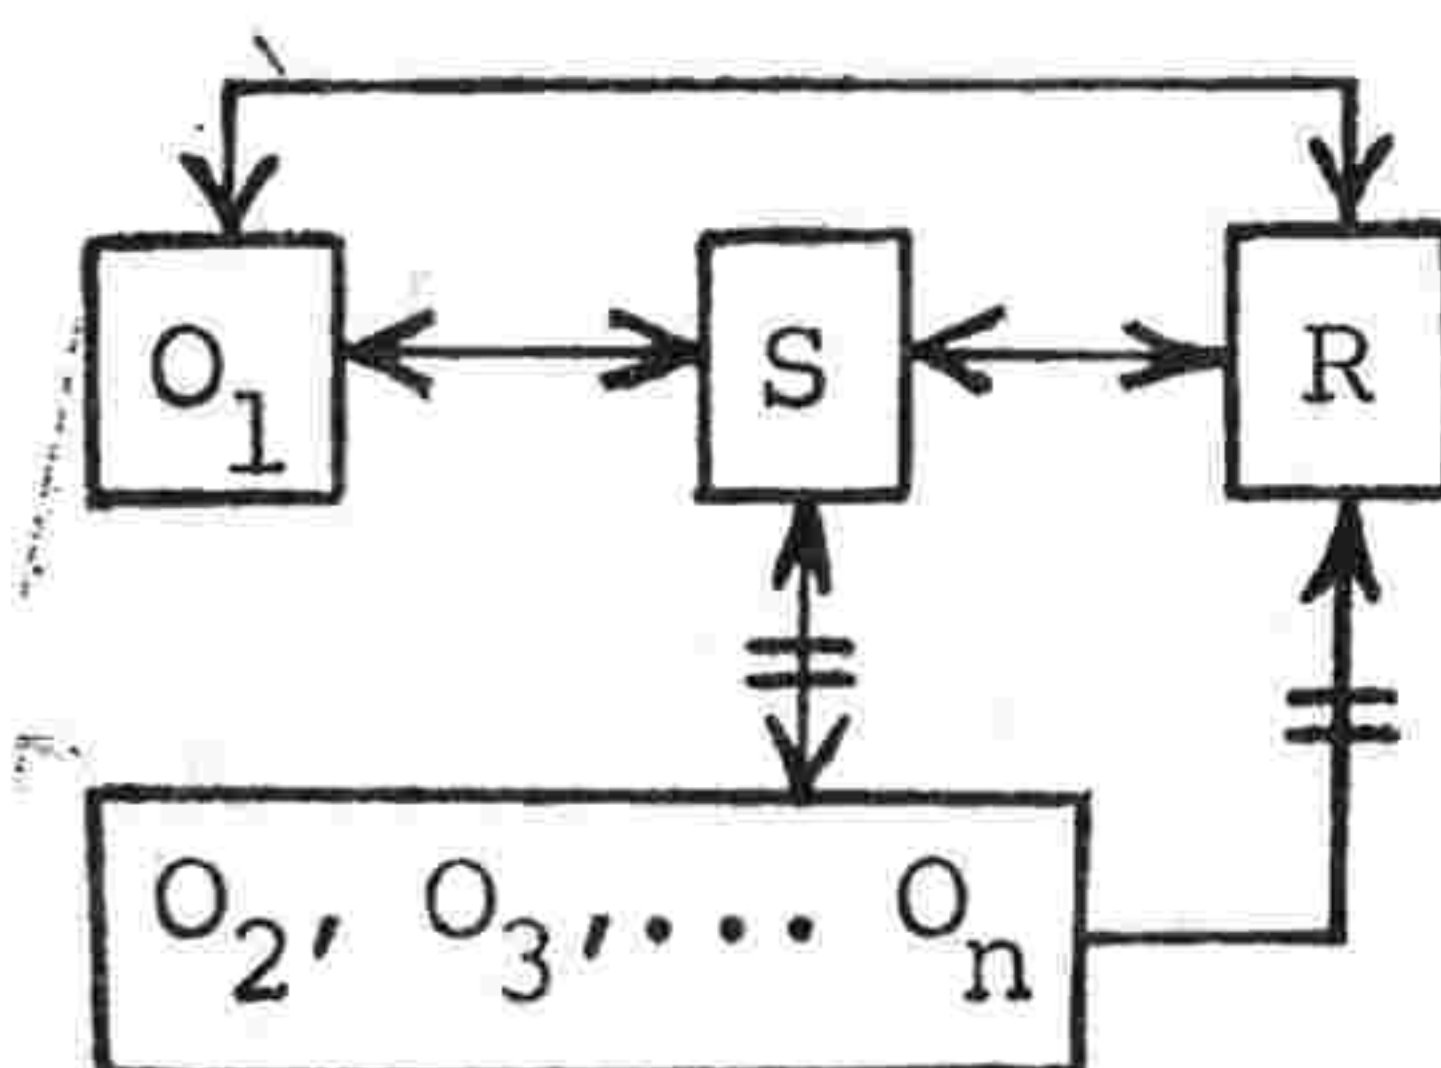 O₁ S R
O₂, O₃, . . . Oₙ